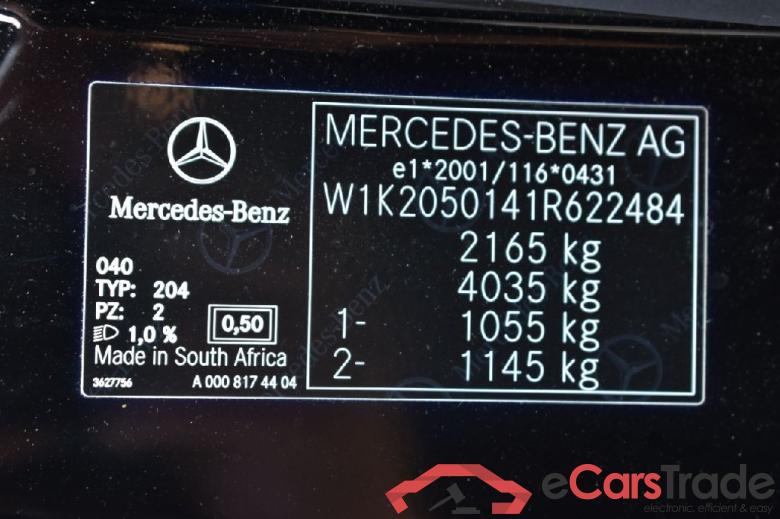 Mercedes-Benz
040
TYP: 204
PZ: 2
1,0 %
0,50
Made in South Africa
3627756
A 000 817 44 04
MERCEDES-BENZ AG
e1*2001/116*0431
W1K2050141R622484
2165 kg
4035 kg
1- 1055 kg
2- 1145 kg
eCarsTrade
electronic, efficient & easy